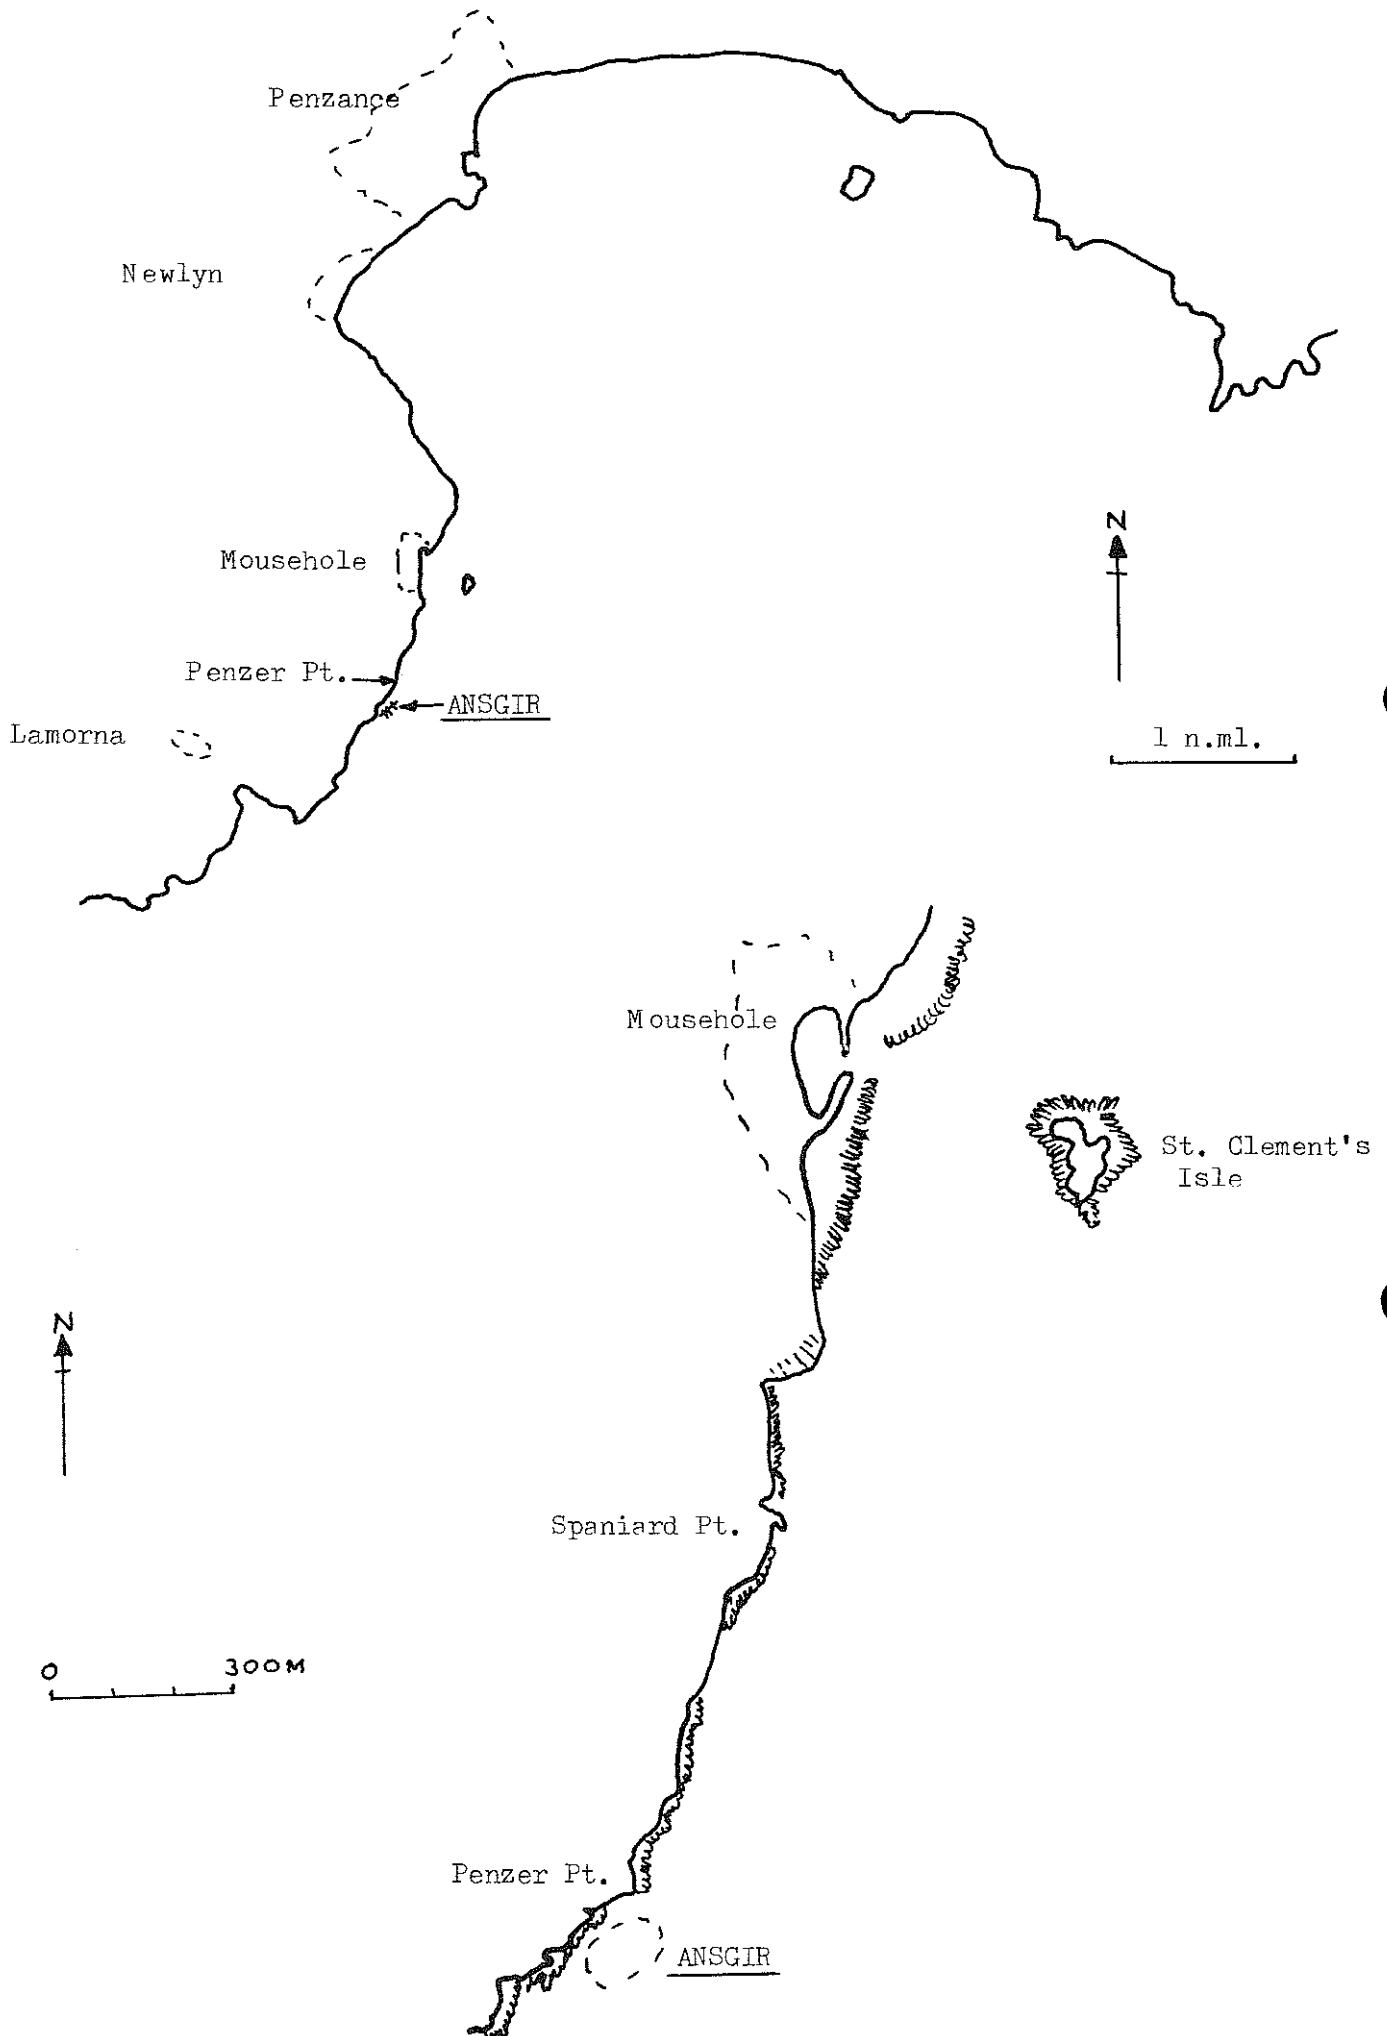 Penzance
Newlyn
N
Mousehole
Penzer Pt.
ANSGIR
Lamorna
1 n.ml.
Mousehole
St. Clement's
Isle
N
Spaniard Pt.
0 300M
Penzer Pt.
ANSGIR